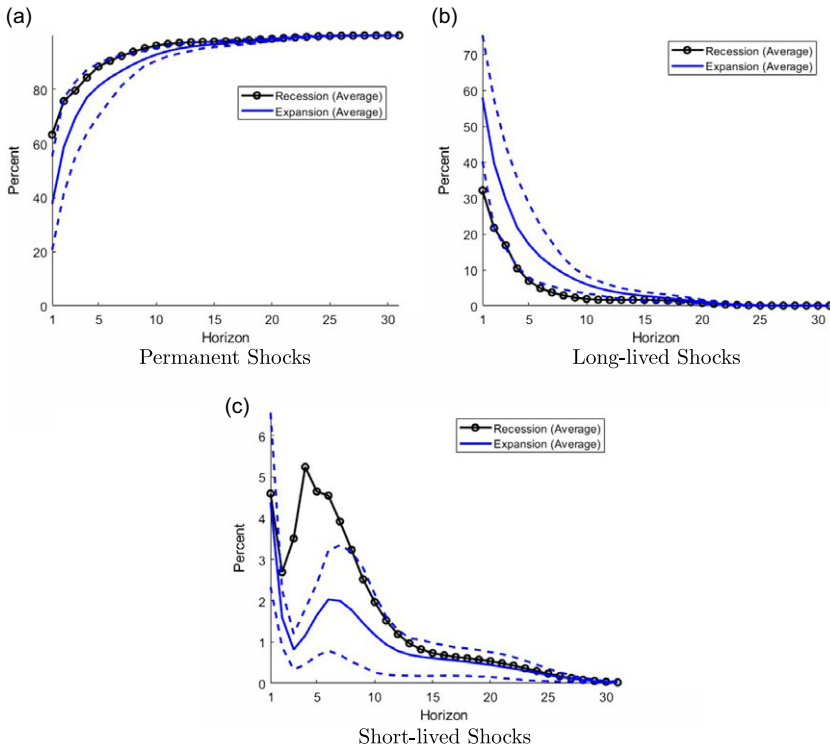 (a)
Percent
80
60
40
20
0
Recession (Average)
Expansion (Average)
1 5 10 15 20 25 30
Horizon
Permanent Shocks
(b)
Percent
70
60
50
40
30
20
10
0
Recession (Average)
Expansion (Average)
1 5 10 15 20 25 30
Horizon
Long-lived Shocks
(c)
Percent
6
5
4
3
2
1
0
Recession (Average)
Expansion (Average)
1 5 10 15 20 25 30
Horizon
Short-lived Shocks